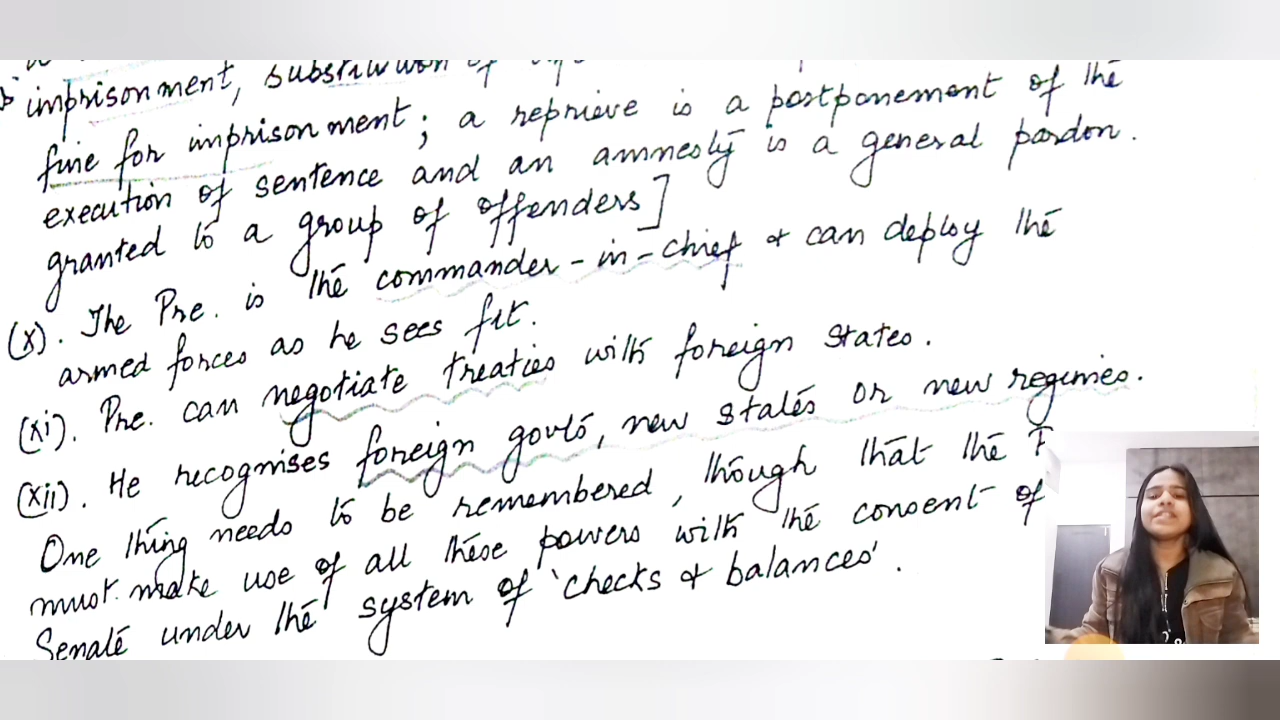 imprisonment, substitution of
fine for imprisonment; a reprieve is a postponement of the
execution of sentence and an amnesty is a general pardon.
granted to a group of offenders]
(x). The Pre. is the commander-in-chief & can deploy the
armed forces as he sees fit.
(xi). Pre. can negotiate treaties with foreign states.
(xii). He recognises foreign govts, new states or new regimes.
One thing needs to be remembered, though that the
must make use of all these powers with the consent of
Senate under the system of 'checks & balances'.